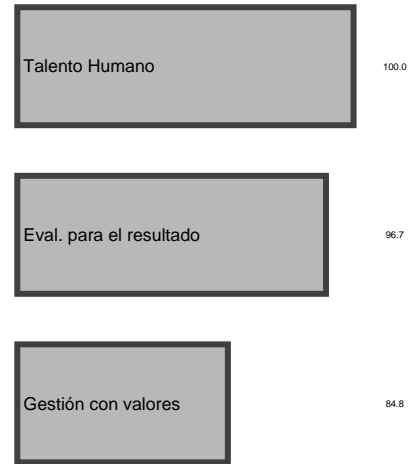 Talento Humano 100.0
Eval. para el resultado 96.7
Gestión con valores 84.8